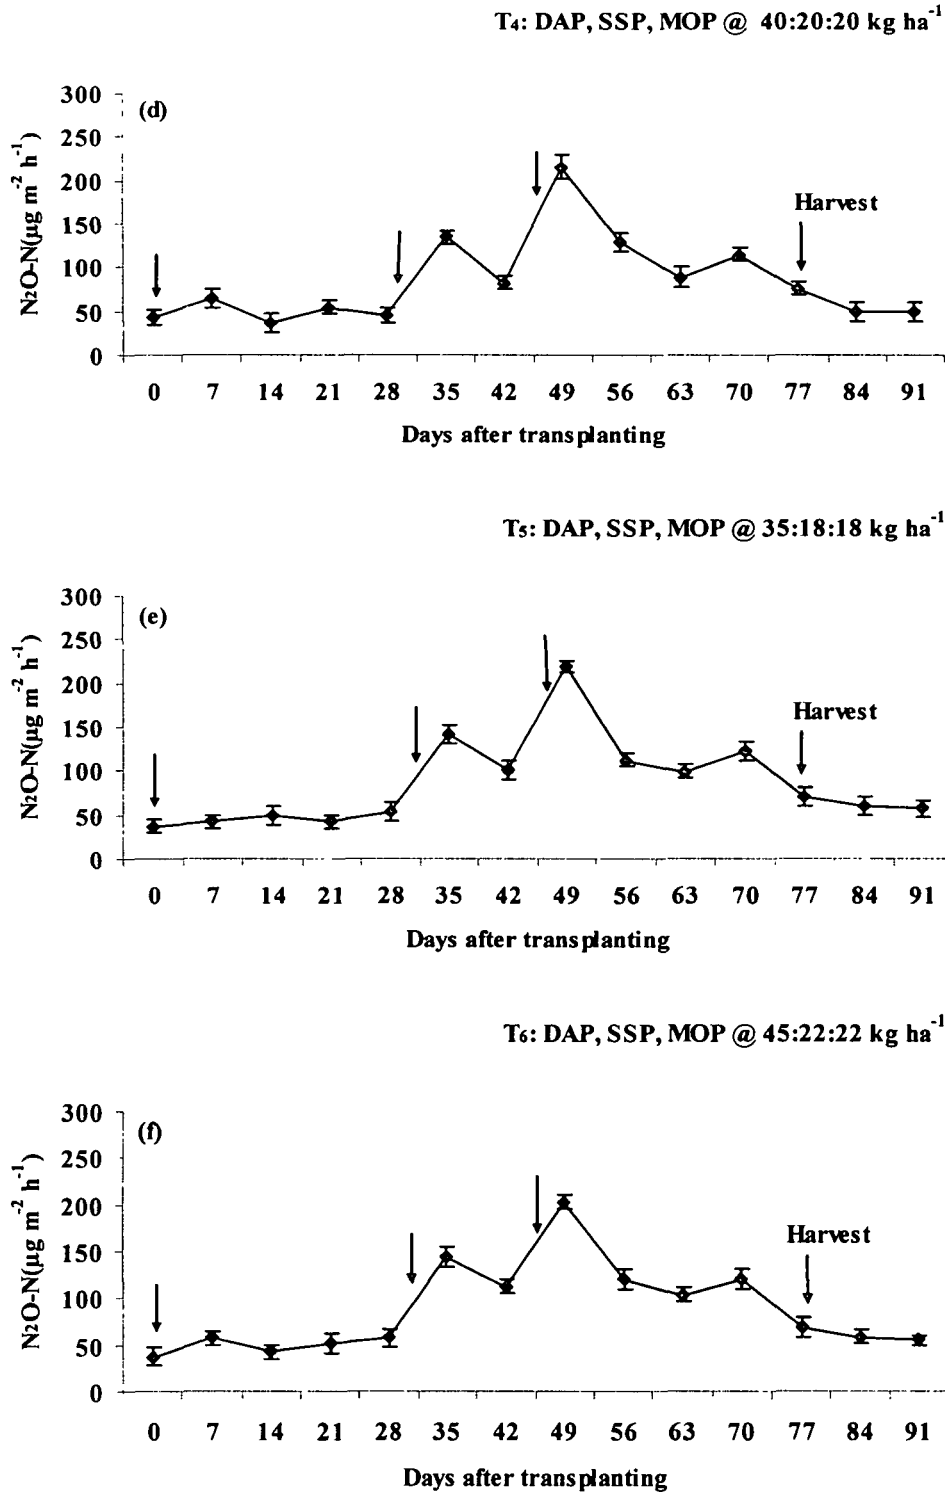 T4: DAP, SSP, MOP @ 40:20:20 kg ha⁻¹
(d)
N₂O-N(µg m⁻² h⁻¹)
300
250
200
150
100
50
0
Harvest
0 7 14 21 28 35 42 49 56 63 70 77 84 91
Days after transplanting
T5: DAP, SSP, MOP @ 35:18:18 kg ha⁻¹
(e)
N₂O-N(µg m⁻² h⁻¹)
300
250
200
150
100
50
0
Harvest
0 7 14 21 28 35 42 49 56 63 70 77 84 91
Days after transplanting
T6: DAP, SSP, MOP @ 45:22:22 kg ha⁻¹
(f)
N₂O-N(µg m⁻² h⁻¹)
300
250
200
150
100
50
0
Harvest
0 7 14 21 28 35 42 49 56 63 70 77 84 91
Days after transplanting